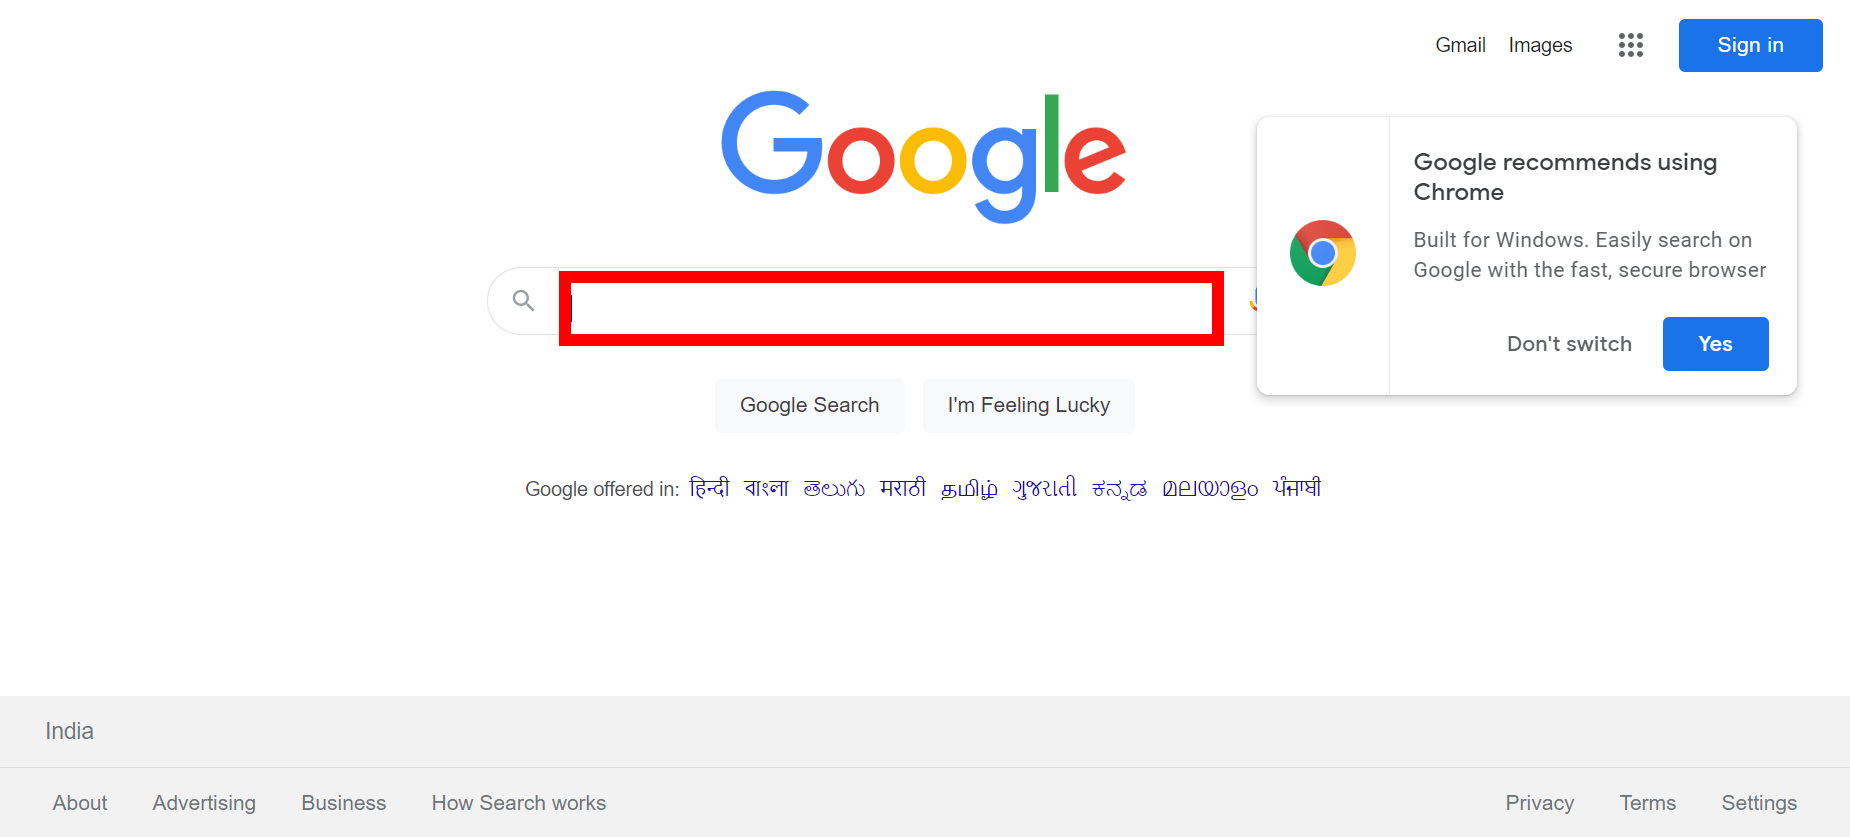 Gmail Images Sign in
Google
Google recommends using
Chrome
Built for Windows. Easily search on
Google with the fast, secure browser
Don't switch Yes
Google Search I'm Feeling Lucky
Google offered in: हिन्दी বাংলা తెలుగు मराठी தமிழ் ગુજરાતી ಕನ್ನಡ മലയാളം ਪੰਜਾਬੀ
India
About Advertising Business How Search works Privacy Terms Settings